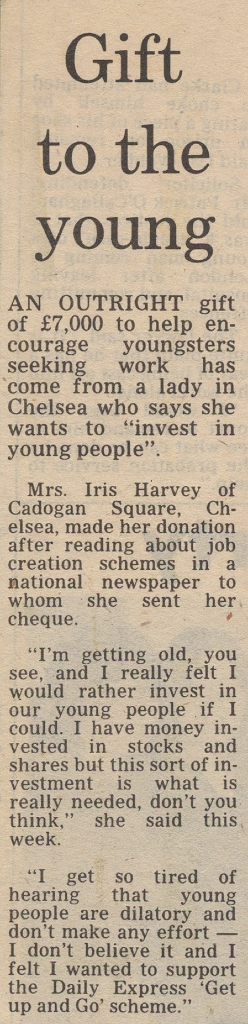 Gift
to the
young
AN OUTRIGHT gift
of £7,000 to help en-
courage youngsters
seeking work has
come from a lady in
Chelsea who says she
wants to “invest in
young people”.
Mrs. Iris Harvey of
Cadogan Square, Ch-
elsea, made her donation
after reading about job
creation schemes in a
national newspaper to
whom she sent her
cheque.
“I’m getting old, you
see, and I really felt I
would rather invest in
our young people if I
could. I have money in-
vested in stocks and
shares but this sort of in-
vestment is what is
really needed, don’t you
think,” she said this
week.
“I get so tired of
hearing that young
people are dilatory and
don’t make any effort —
I don’t believe it and I
felt I wanted to support
the Daily Express ‘Get
up and Go’ scheme.”